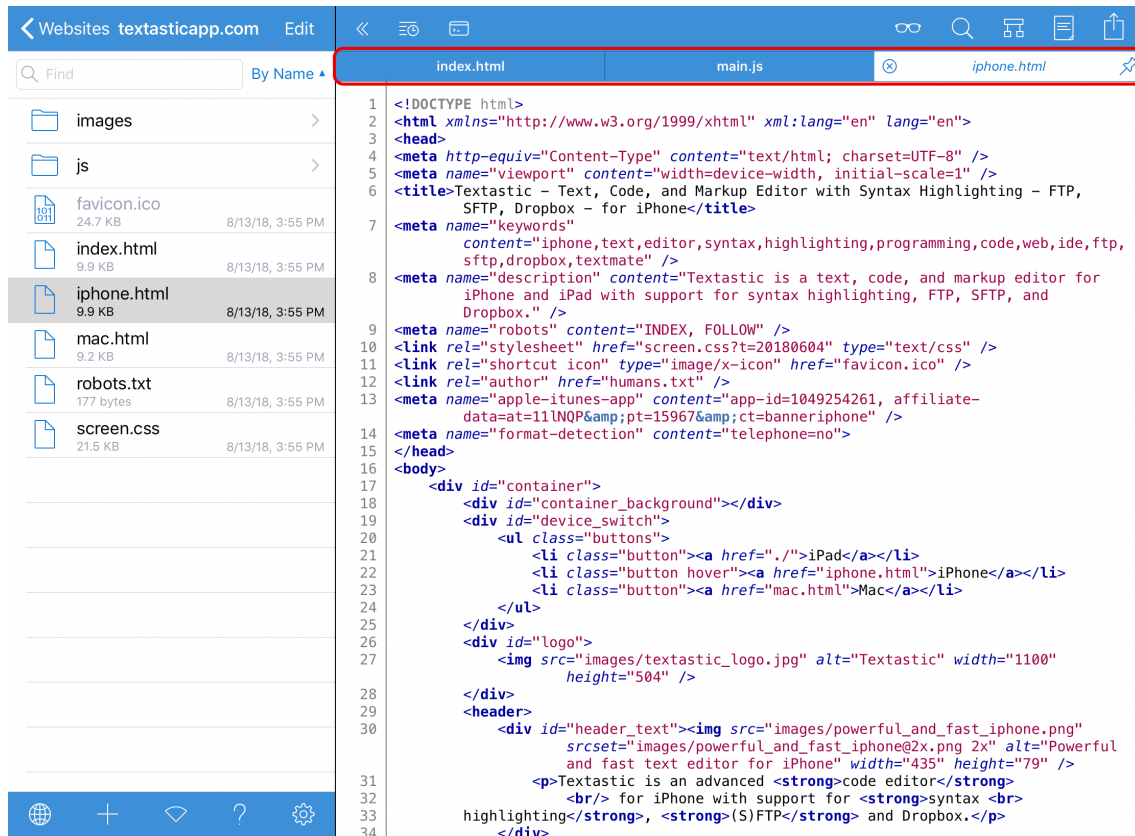 Websites textasticapp.com Edit
Find By Name
images
js
favicon.ico
24.7 KB 8/13/18, 3:55 PM
index.html
9.9 KB 8/13/18, 3:55 PM
iphone.html
9.9 KB 8/13/18, 3:55 PM
mac.html
9.2 KB 8/13/18, 3:55 PM
robots.txt
177 bytes 8/13/18, 3:55 PM
screen.css
21.5 KB 8/13/18, 3:55 PM
index.html main.js iphone.html
1 <!DOCTYPE html>
2 <html xmlns="http://www.w3.org/1999/xhtml" xml:lang="en" lang="en">
3 <head>
4 <meta http-equiv="Content-Type" content="text/html; charset=UTF-8" />
5 <meta name="viewport" content="width=device-width, initial-scale=1" />
6 <title>Textastic – Text, Code, and Markup Editor with Syntax Highlighting – FTP,
SFTP, Dropbox – for iPhone</title>
7 <meta name="keywords"
content="iphone,text,editor,syntax,highlighting,programming,code,web,ide,ftp,
sftp,dropbox,textmate" />
8 <meta name="description" content="Textastic is a text, code, and markup editor for
iPhone and iPad with support for syntax highlighting, FTP, SFTP, and
Dropbox." />
9 <meta name="robots" content="INDEX, FOLLOW" />
10 <link rel="stylesheet" href="screen.css?t=20180604" type="text/css" />
11 <link rel="shortcut icon" type="image/x-icon" href="favicon.ico" />
12 <link rel="author" href="humans.txt" />
13 <meta name="apple-itunes-app" content="app-id=1049254261, affiliate-
data=at=11lNQP&amp;pt=15967&amp;ct=banneriphone" />
14 <meta name="format-detection" content="telephone=no">
15 </head>
16 <body>
17 <div id="container">
18 <div id="container_background"></div>
19 <div id="device_switch">
20 <ul class="buttons">
21 <li class="button"><a href="./">iPad</a></li>
22 <li class="button hover"><a href="iphone.html">iPhone</a></li>
23 <li class="button"><a href="mac.html">Mac</a></li>
24 </ul>
25 </div>
26 <div id="logo">
27 <img src="images/textastic_logo.jpg" alt="Textastic" width="1100"
height="504" />
28 </div>
29 <header>
30 <div id="header_text"><img src="images/powerful_and_fast_iphone.png"
srcset="images/powerful_and_fast_iphone@2x.png 2x" alt="Powerful
and fast text editor for iPhone" width="435" height="79" />
31 <p>Textastic is an advanced <strong>code editor</strong>
32 <br/> for iPhone with support for <strong>syntax <br>
33 highlighting</strong>, <strong>(S)FTP</strong> and Dropbox.</p>
34 </div>